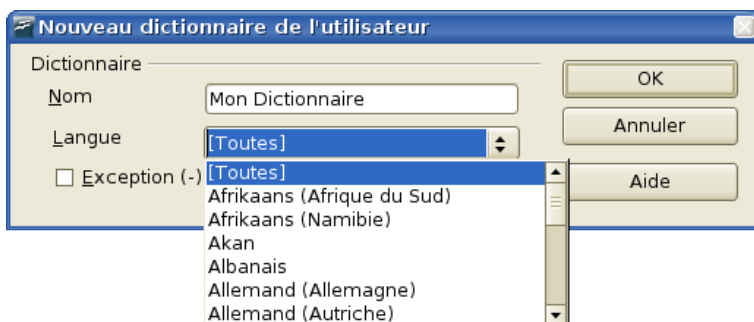 Nouveau dictionnaire de l'utilisateur
Dictionnaire
Nom
Mon Dictionnaire
Langue
[Toutes]
Exception (-)
[Toutes]
Afrikaans (Afrique du Sud)
Afrikaans (Namibie)
Akan
Albanais
Allemand (Allemagne)
Allemand (Autriche)
OK
Annuler
Aide